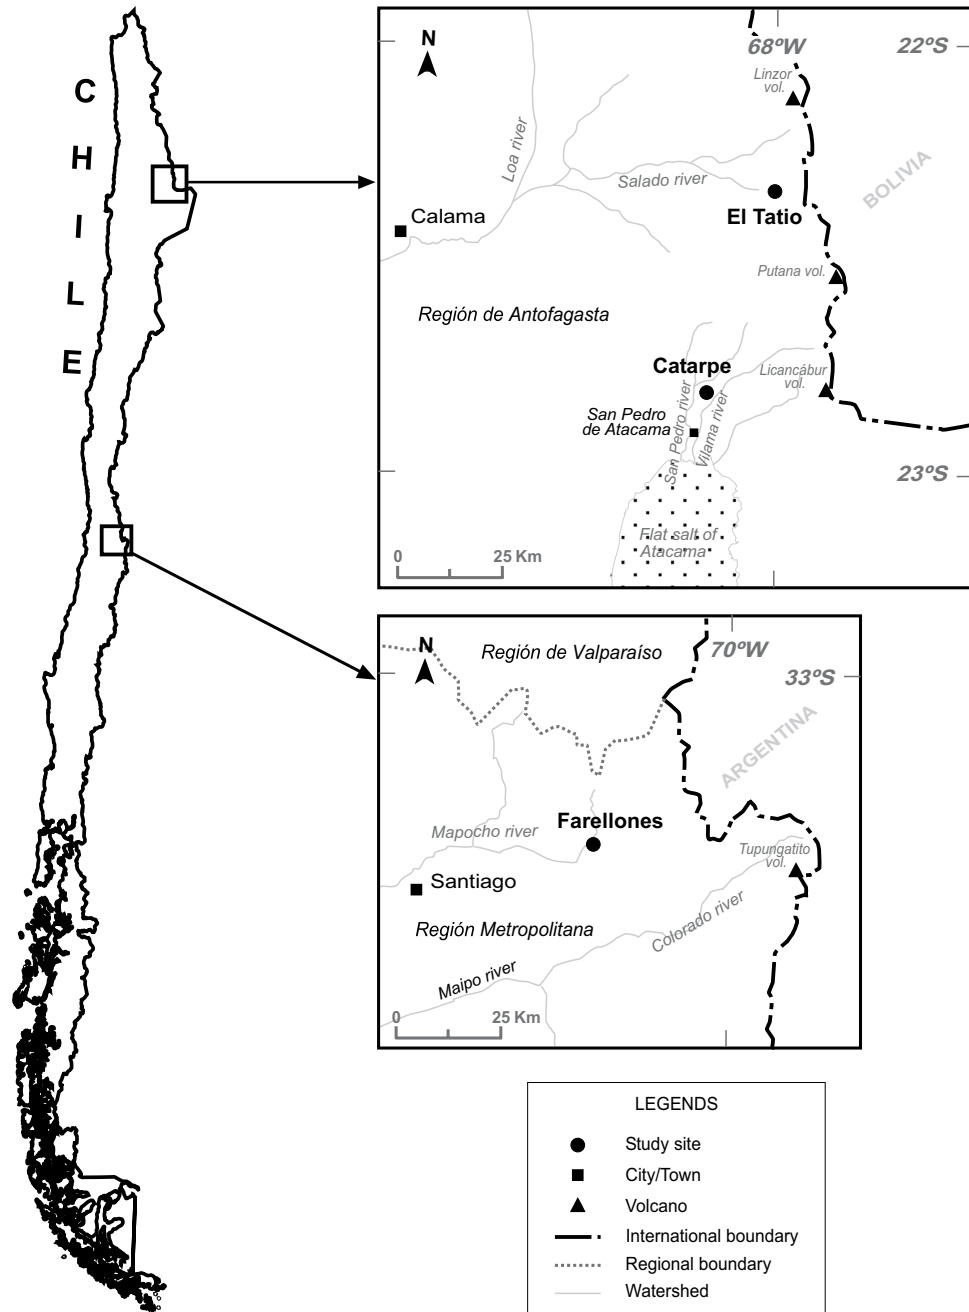 C
H
I
L
E
N
68ºW
22ºS
Linzor
vol.
Loa river
BOLIVIA
Salado river
El Tatio
Calama
Putana vol.
Región de Antofagasta
Catarpe
Licancábur
vol.
San Pedro
de Atacama
San Pedro river
Vilama river
23ºS
Flat salt of
Atacama
0
25 Km
N
Región de Valparaíso
70ºW
33ºS
ARGENTINA
Farellones
Mapocho river
Tupungatito
vol.
Santiago
Colorado river
Región Metropolitana
Maipo river
0
25 Km
LEGENDS
Study site
City/Town
Volcano
International boundary
Regional boundary
Watershed